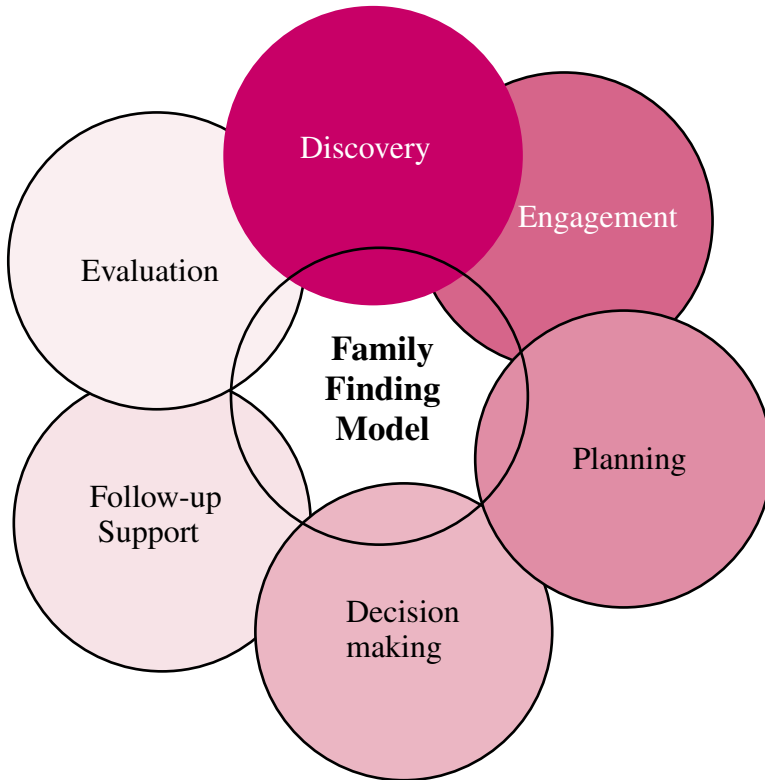 Discovery
Engagement
Planning
Decision
making
Follow-up
Support
Evaluation
Family
Finding
Model